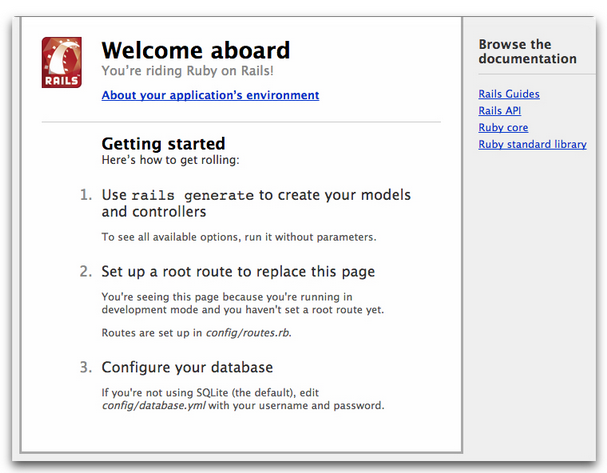 RAILS
Welcome aboard
You're riding Ruby on Rails!
About your application's environment
Getting started
Here's how to get rolling:
1. Use rails generate to create your models
and controllers
To see all available options, run it without parameters.
2. Set up a root route to replace this page
You're seeing this page because you're running in
development mode and you haven't set a root route yet.
Routes are set up in config/routes.rb.
3. Configure your database
If you're not using SQLite (the default), edit
config/database.yml with your username and password.
Browse the
documentation
Rails Guides
Rails API
Ruby core
Ruby standard library